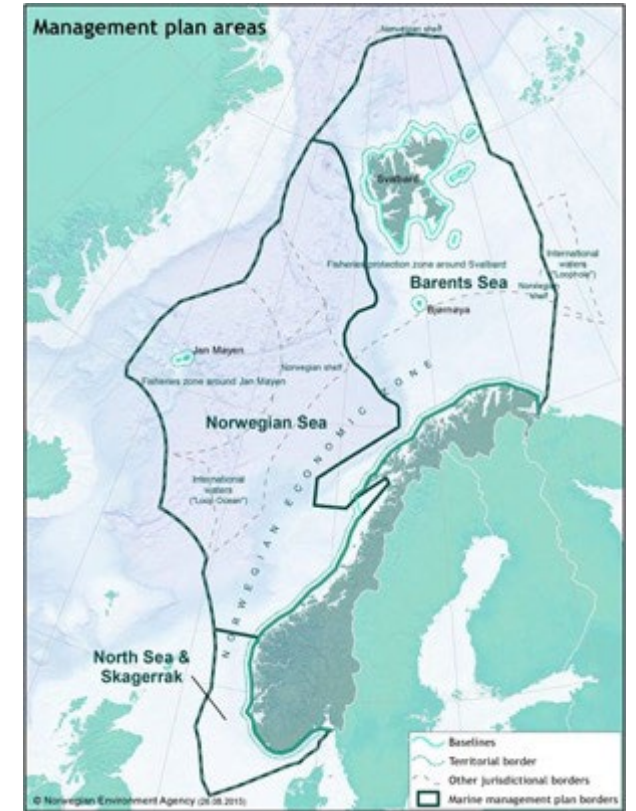 Management plan areas
Norwegian shelf
Svalbard
Fisheries protection zone around Svalbard
International
waters
("Loophole")
Barents Sea
Norwegian
shelf
Bjørnøya
Jan Mayen
Norwegian shelf
Fisheries zone around Jan Mayen
Norwegian Sea
NORWEGIAN ECONOMIC ZONE
International
waters
("Loop Ocean")
North Sea &
Skagerrak
Baselines
Territorial border
Other jurisdictional borders
Marine management plan borders
© Norwegian Environment Agency (26.08.2015)